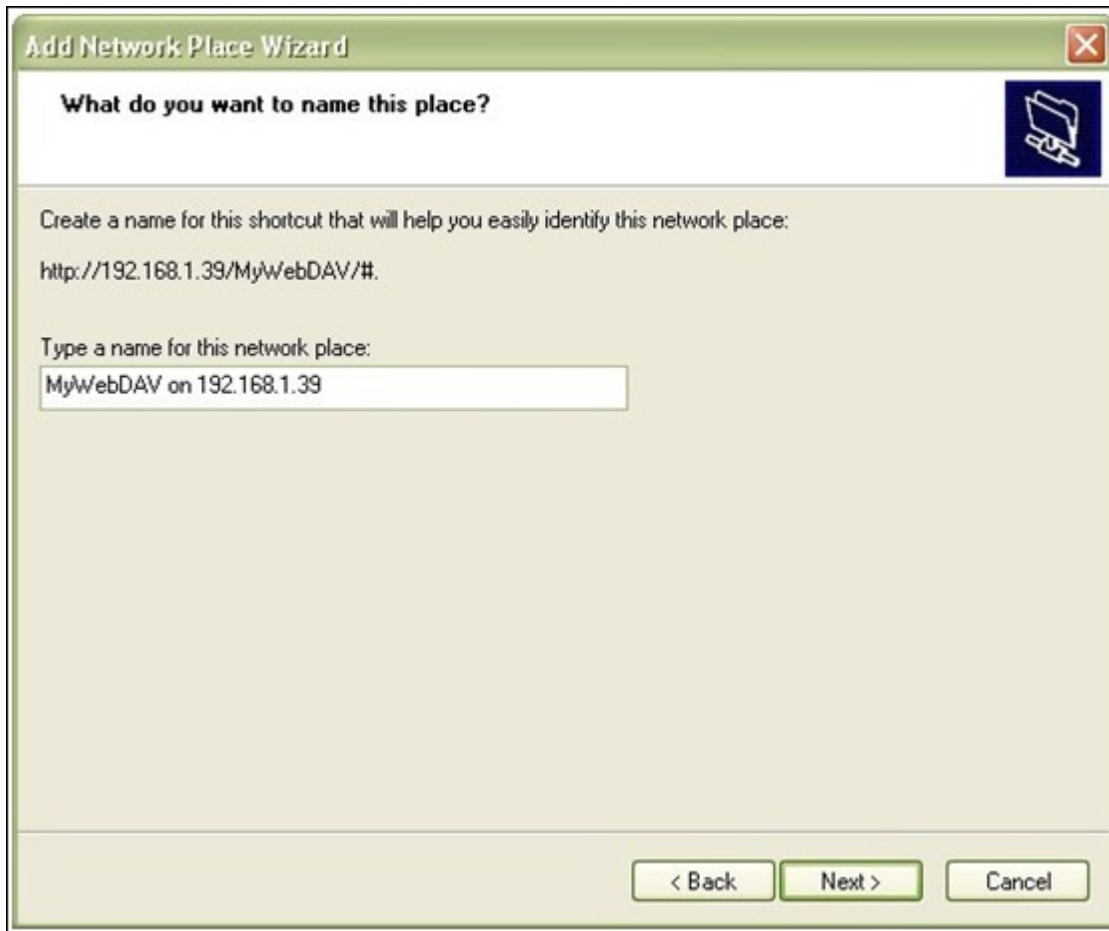 Add Network Place Wizard
What do you want to name this place?
Create a name for this shortcut that will help you easily identify this network place:
http://192.168.1.39/MyWebDAV/#.
Type a name for this network place:
MyWebDAV on 192.168.1.39
< Back Next > Cancel